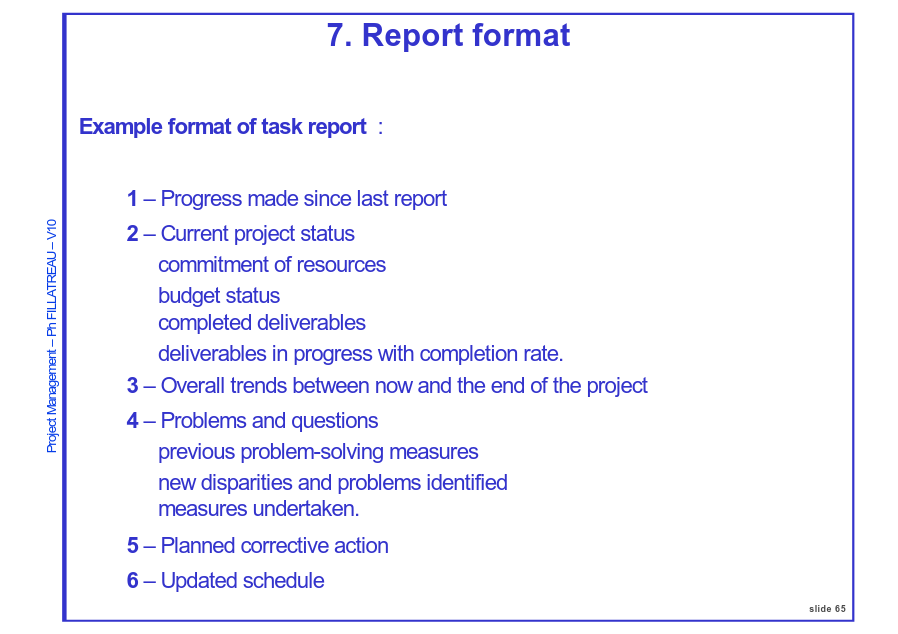 7. Report format
Example format of task report :
1 – Progress made since last report
2 – Current project status
commitment of resources
budget status
completed deliverables
deliverables in progress with completion rate.
3 – Overall trends between now and the end of the project
4 – Problems and questions
previous problem-solving measures
new disparities and problems identified
measures undertaken.
5 – Planned corrective action
6 – Updated schedule
Project Management – Ph FILLATREAU – V10
slide 65